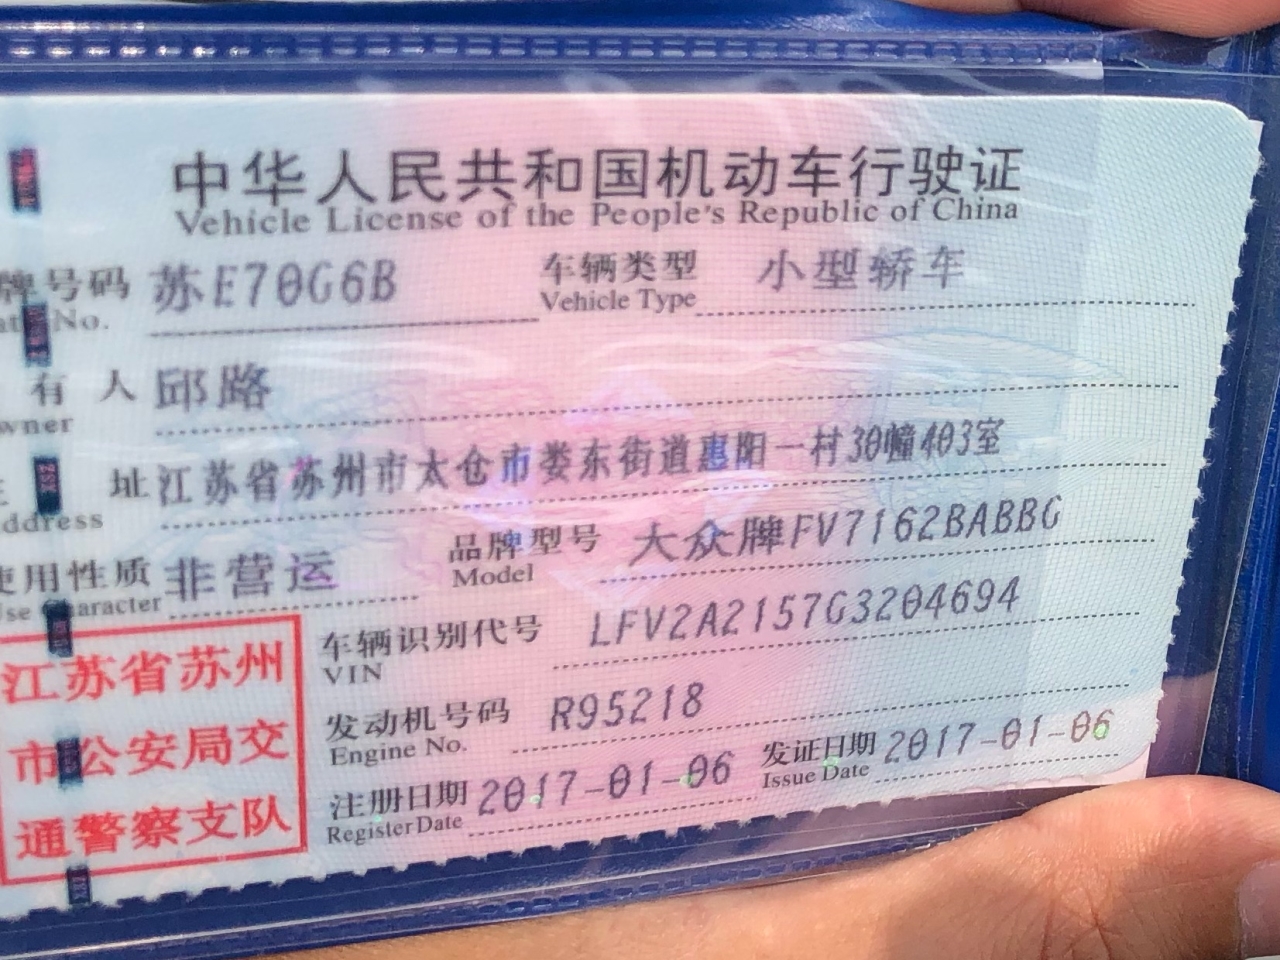 中华人民共和国机动车行驶证
Vehicle License of the People's Republic of China
牌号码 苏E70G6B 车辆类型 小型轿车
No. Vehicle Type
有人 邱路
wner
址 江苏省苏州市太仓市娄东街道惠阳一村30幢403室
ddress
使用性质 非营运 品牌型号 大众牌FV7162BABBG
Use Character Model
车辆识别代号 LFV2A2157G3204694
VIN
发动机号码 R95218
Engine No.
注册日期 2017-01-06 发证日期 2017-01-06
Register Date Issue Date
江苏省苏州
市公安局交
通警察支队